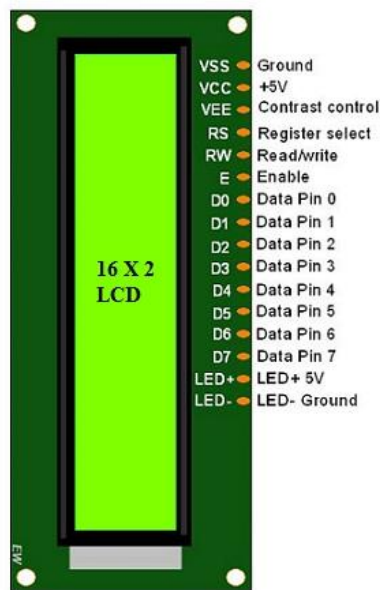 VSS Ground
VCC +5V
VEE Contrast control
RS Register select
RW Read/write
E Enable
D0 Data Pin 0
D1 Data Pin 1
D2 Data Pin 2
D3 Data Pin 3
D4 Data Pin 4
D5 Data Pin 5
D6 Data Pin 6
D7 Data Pin 7
LED+ LED+ 5V
LED- LED- Ground
16 X 2
LCD
EW